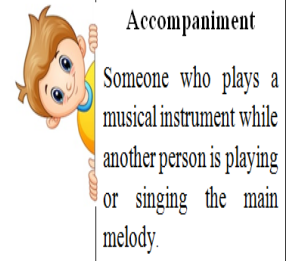 Accompaniment
Someone who plays a
musical instrument while
another person is playing
or singing the main
melody.